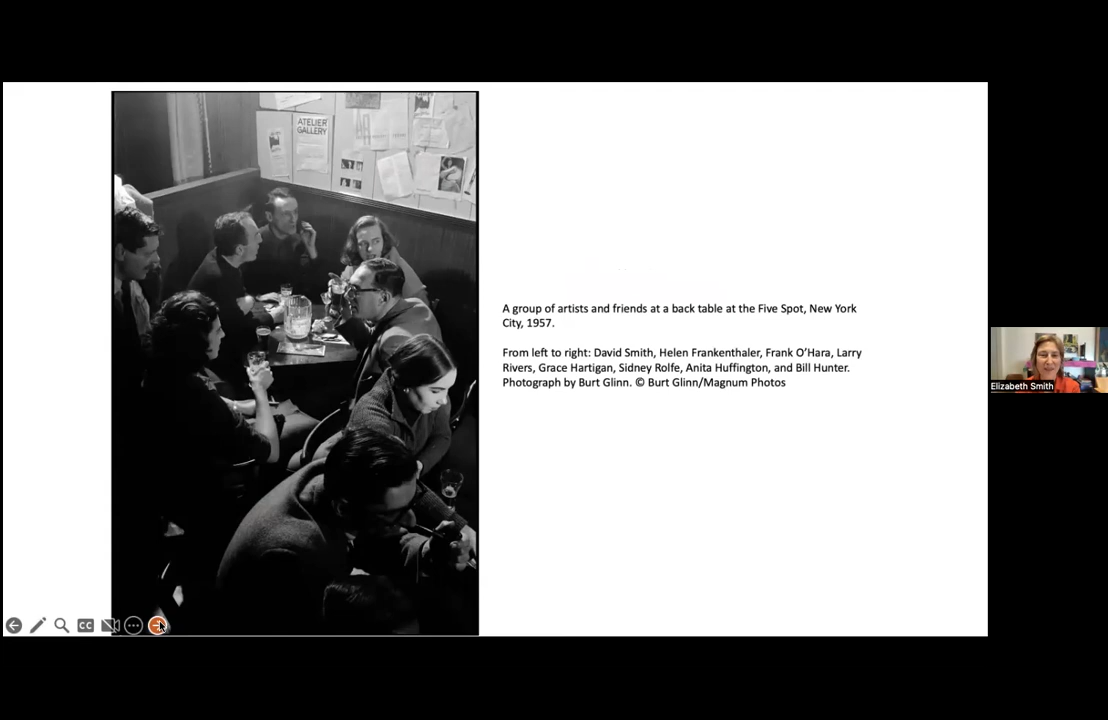 ATELIER
GALLERY
A group of artists and friends at a back table at the Five Spot, New York
City, 1957.
From left to right: David Smith, Helen Frankenthaler, Frank O’Hara, Larry
Rivers, Grace Hartigan, Sidney Rolfe, Anita Huffington, and Bill Hunter.
Photograph by Burt Glinn. © Burt Glinn/Magnum Photos
Elizabeth Smith
CC